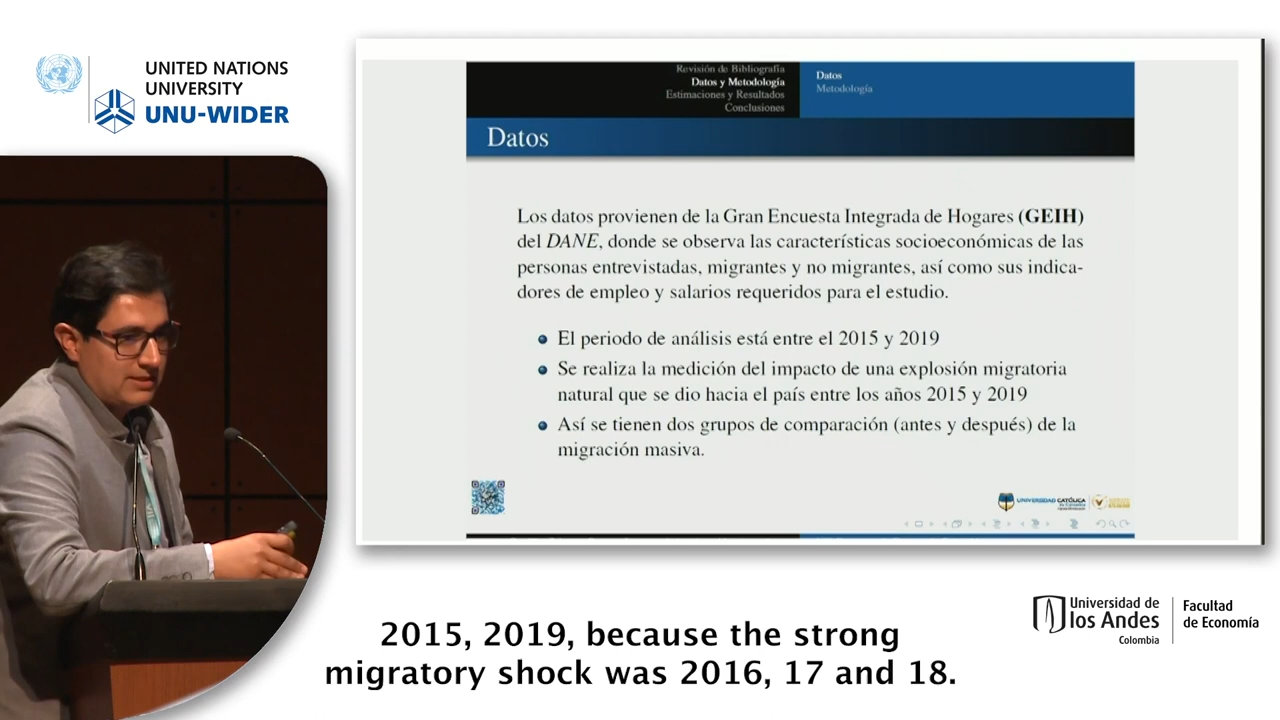 UNITED NATIONS
UNIVERSITY
UNU-WIDER
Revisión de Bibliografía
Datos y Metodología
Estimaciones y Resultados
Conclusiones
Datos
Metodología
Datos
Los datos provienen de la Gran Encuesta Integrada de Hogares (GEIH)
del DANE, donde se observa las características socioeconómicas de las
personas entrevistadas, migrantes y no migrantes, así como sus indica-
dores de empleo y salarios requeridos para el estudio.
El periodo de análisis está entre el 2015 y 2019
Se realiza la medición del impacto de una explosión migratoria
natural que se dio hacia el país entre los años 2015 y 2019
Así se tienen dos grupos de comparación (antes y después) de la
migración masiva.
UNIVERSIDAD CATÓLICA
Universidad de
los Andes
Colombia
Facultad
de Economía
2015, 2019, because the strong
migratory shock was 2016, 17 and 18.